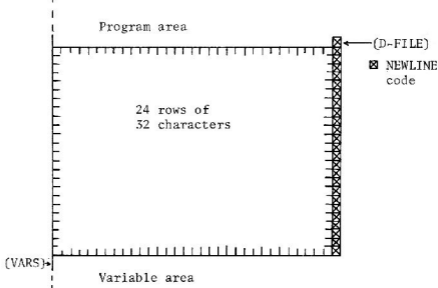 Program area
(D-FILE)
NEWLINE
code
24 rows of
32 characters
(VARS)
Variable area